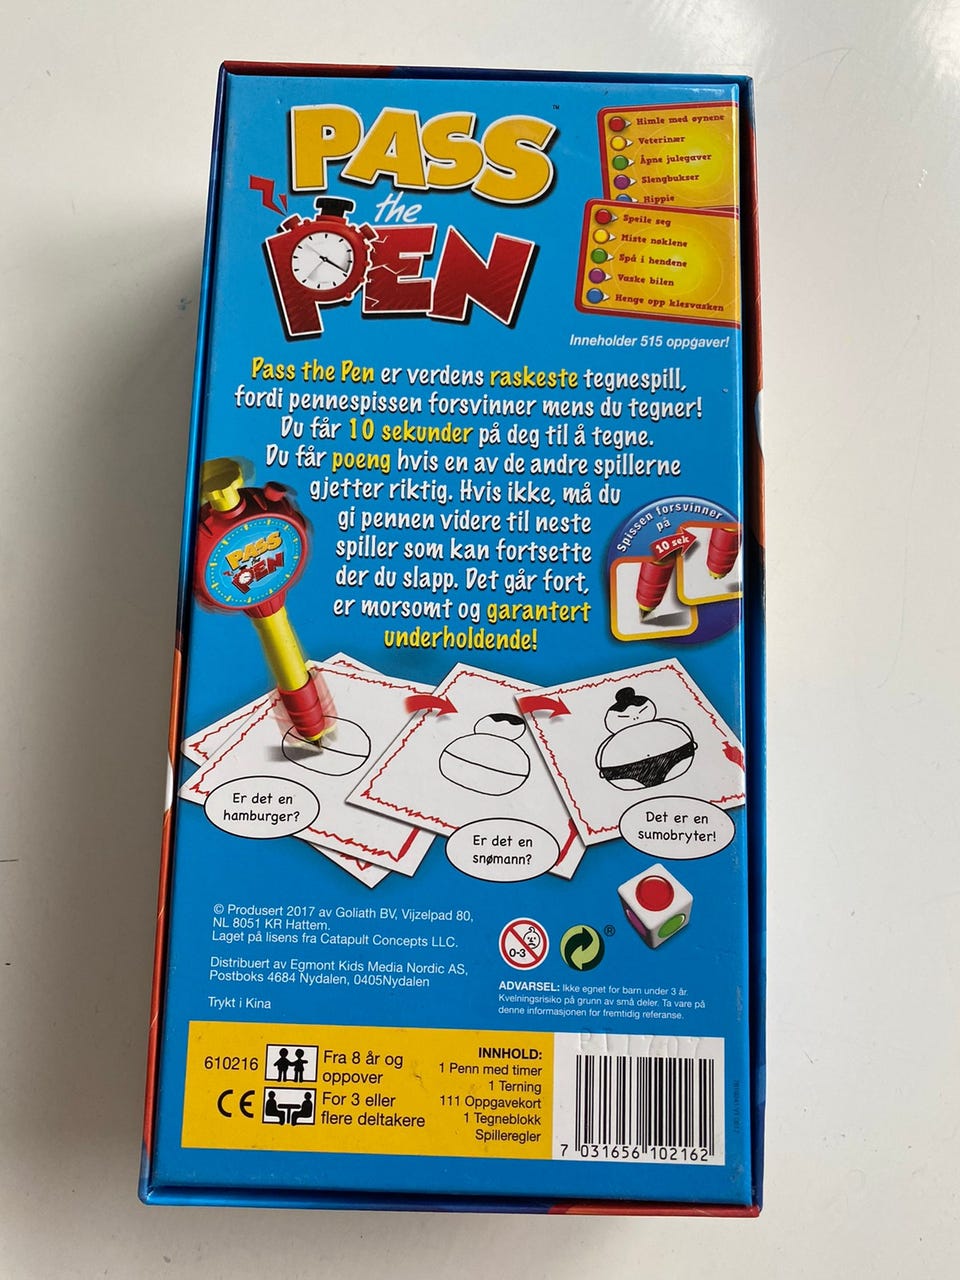 PASS
the
PEN
™
Himle med øynene
Veterinær
Åpne julegaver
Slengbukser
Hippie
Speile seg
Miste nøklene
Spå i hendene
Vaske bilen
Henge opp klesvasken
Inneholder 515 oppgaver!
Pass the Pen er verdens raskeste tegnespill,
fordi pennespissen forsvinner mens du tegner!
Du får 10 sekunder på deg til å tegne.
Du får poeng hvis en av de andre spillerne
gjetter riktig. Hvis ikke, må du
gi pennen videre til neste
spiller som kan fortsette
der du slapp. Det går fort,
er morsomt og garantert
underholdende!
Spissen forsvinner
på
10 sek
PASS
the
PEN
Er det en
hamburger?
Er det en
snømann?
Det er en
sumobryter!
© Produsert 2017 av Goliath BV, Vijzelpad 80,
NL 8051 KR Hattem.
Laget på lisens fra Catapult Concepts LLC.
Distribuert av Egmont Kids Media Nordic AS,
Postboks 4684 Nydalen, 0405Nydalen
Trykt i Kina
0-3
®
ADVARSEL: Ikke egnet for barn under 3 år.
Kvelningsrisiko på grunn av små deler. Ta vare på
denne informasjonen for fremtidig referanse.
610216
Fra 8 år og
oppover
CE
For 3 eller
flere deltakere
INNHOLD:
1 Penn med timer
1 Terning
111 Oppgavekort
1 Tegneblokk
Spilleregler
7 031656 102162